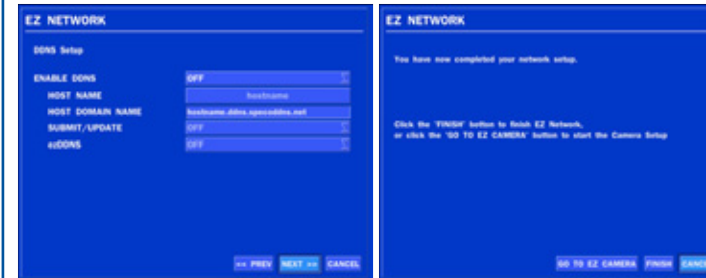 EZ NETWORK
DDNS Setup
ENABLE DDNS OFF
HOST NAME hostname
HOST DOMAIN NAME hostname.ddns.specoddns.net
SUBMIT/UPDATE OFF
ezDDNS OFF
<< PREV NEXT >> CANCEL
EZ NETWORK
You have now completed your network setup.
Click the 'FINISH' button to finish EZ Network,
or click the 'GO TO EZ CAMERA' button to start the Camera Setup
GO TO EZ CAMERA FINISH CANCE